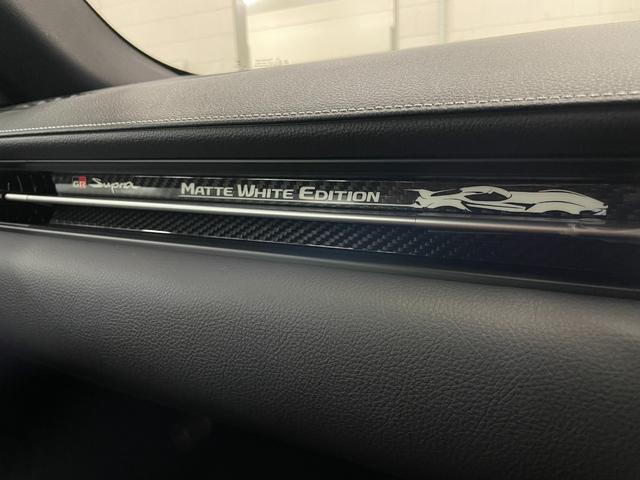 GR Supra MATTE WHITE EDITION